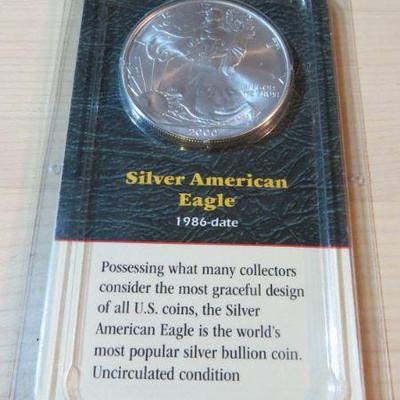 2000
Silver American
Eagle
1986-date
Possessing what many collectors
consider the most graceful design
of all U.S. coins, the Silver
American Eagle is the world's
most popular silver bullion coin.
Uncirculated condition